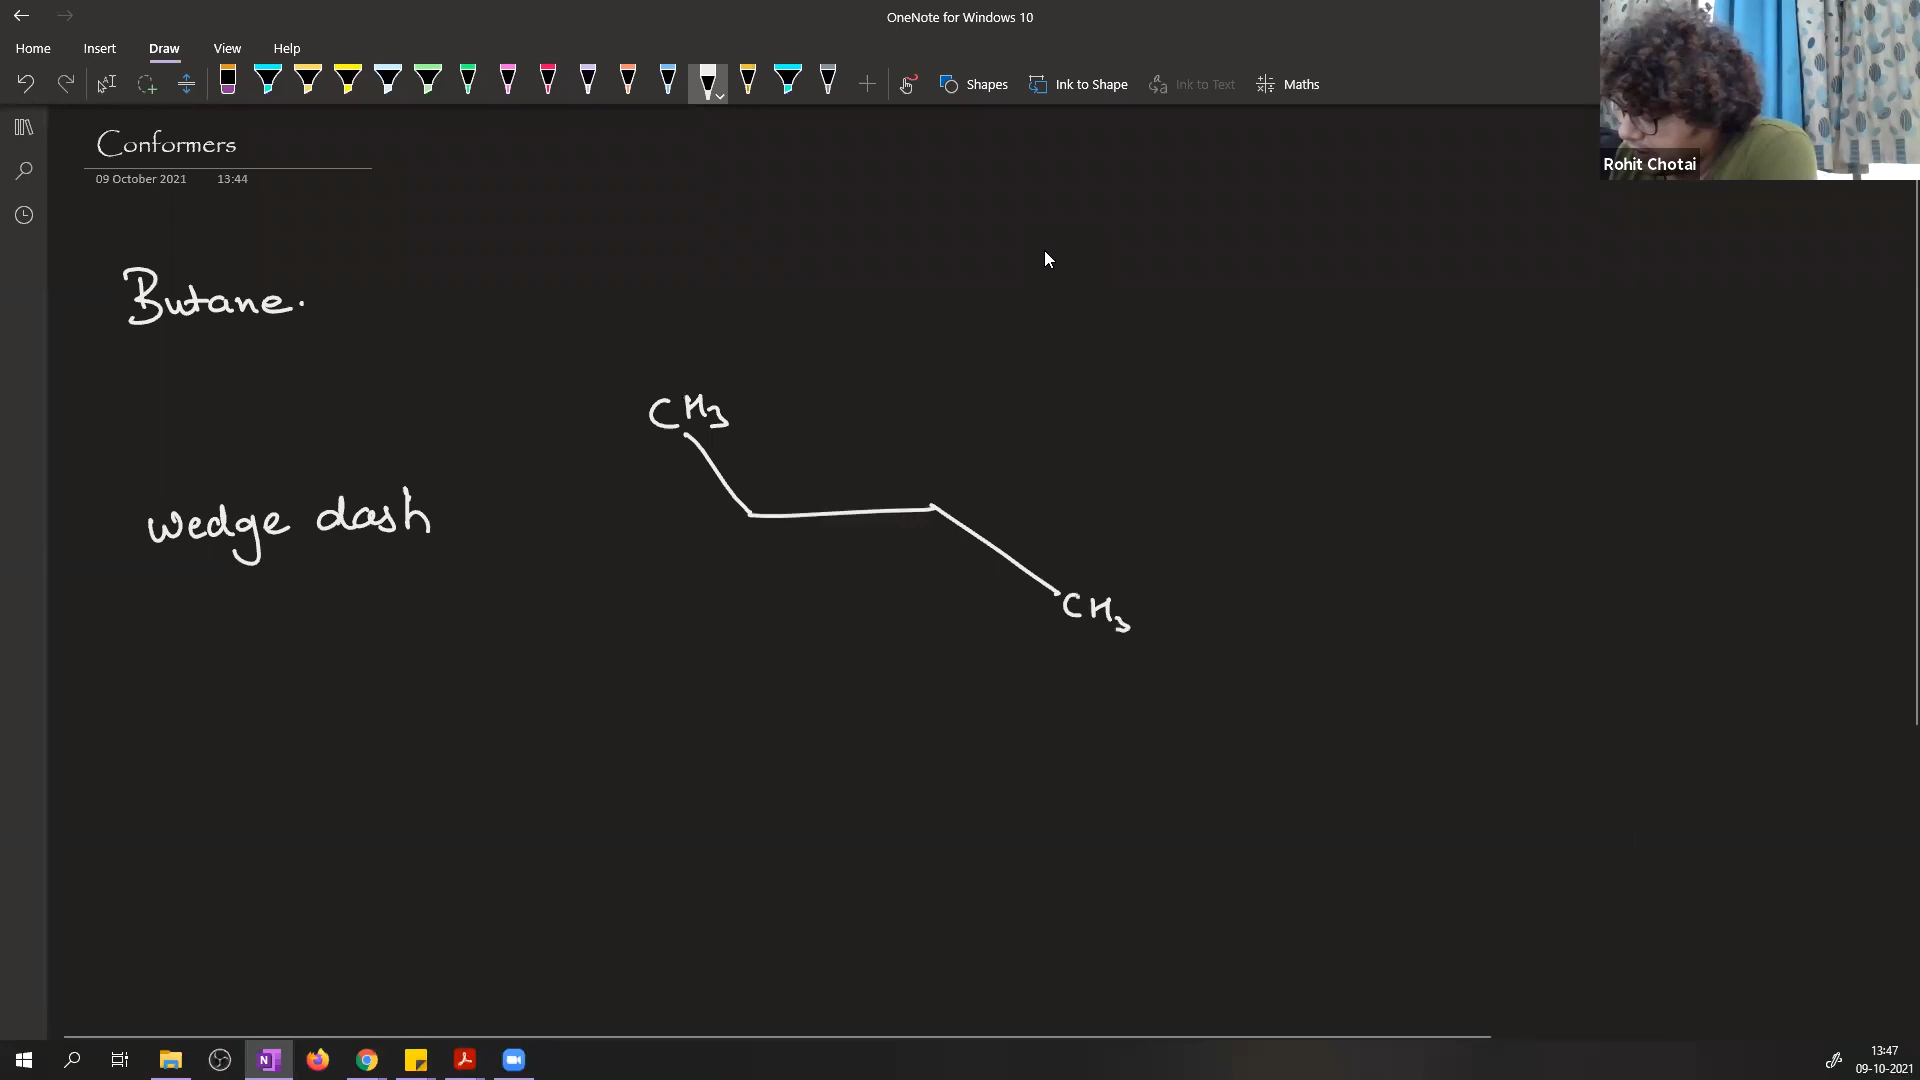 OneNote for Windows 10
Home Insert Draw View Help
Shapes Ink to Shape Ink to Text Maths
Rohit Chotai
Conformers
09 October 2021 13:44
Butane.
CH3
wedge dash
CH3
13:47
09-10-2021